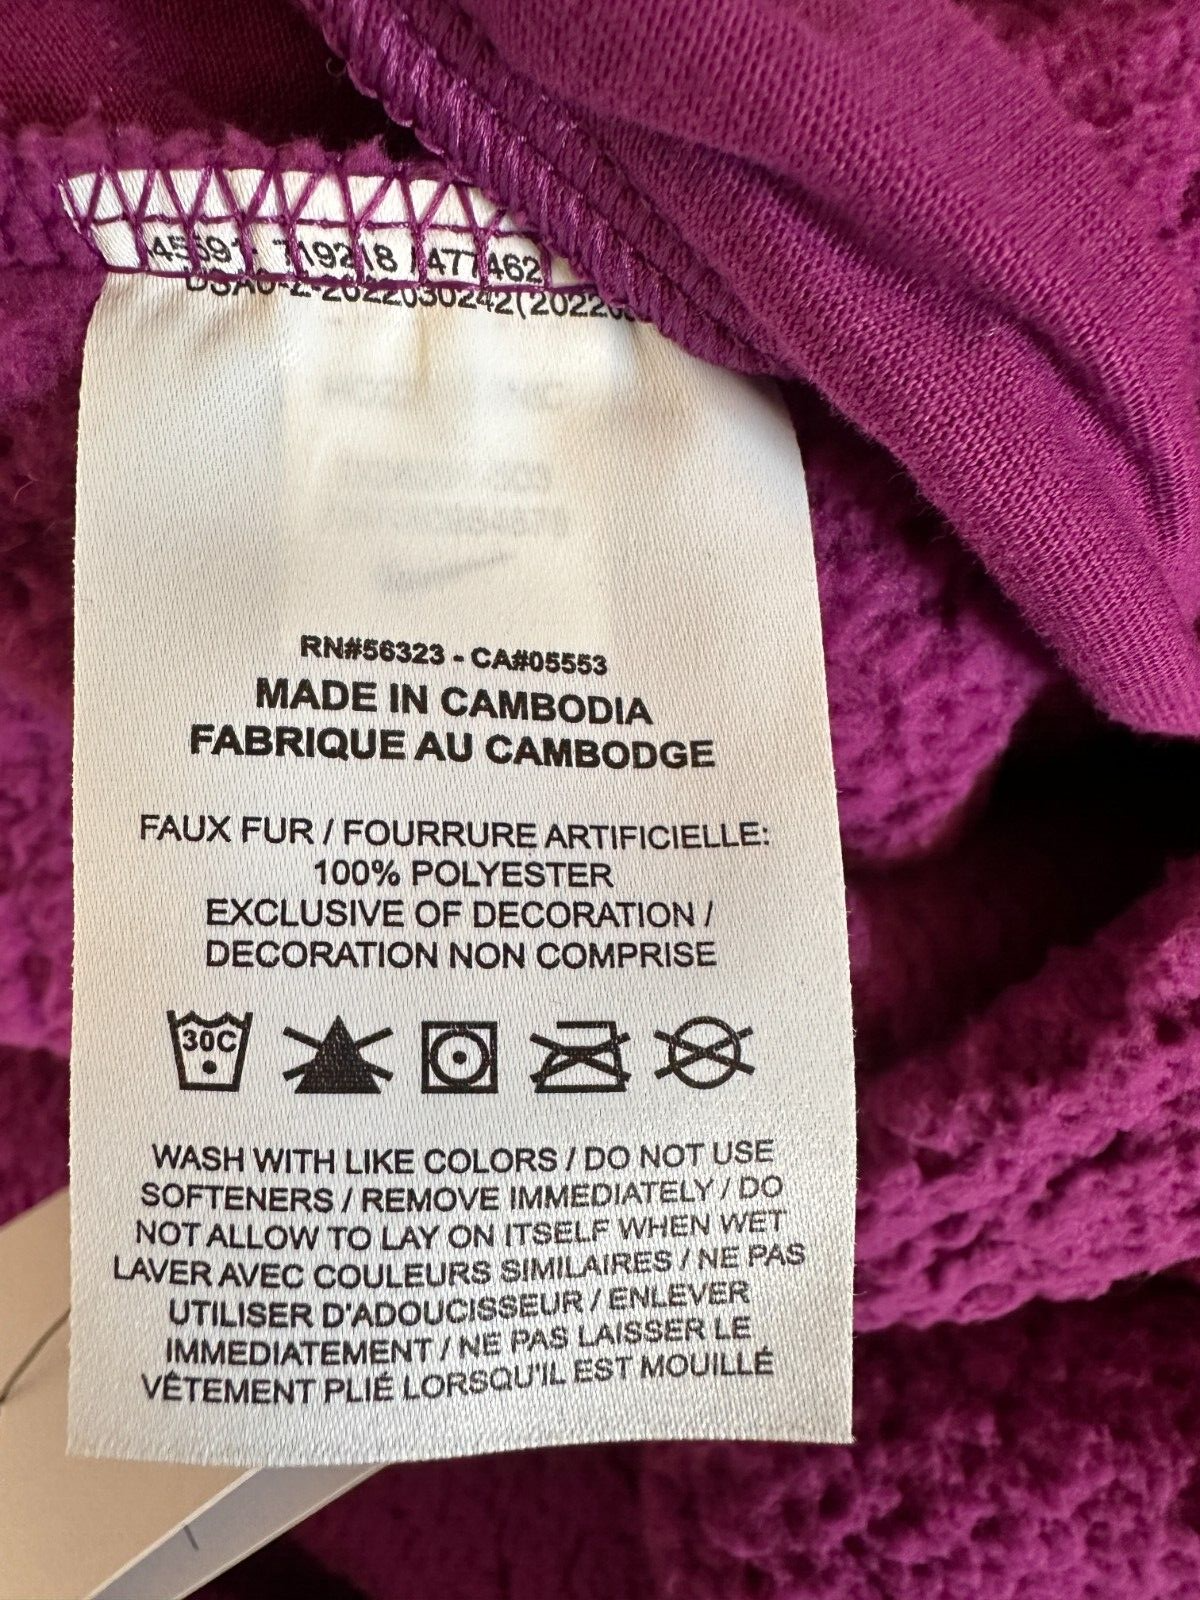 719218
RN#56323 - CA#05553
MADE IN CAMBODIA
FABRIQUE AU CAMBODGE
FAUX FUR / FOURRURE ARTIFICIELLE:
100% POLYESTER
EXCLUSIVE OF DECORATION /
DECORATION NON COMPRISE
30C
WASH WITH LIKE COLORS / DO NOT USE
SOFTENERS / REMOVE IMMEDIATELY / DO
NOT ALLOW TO LAY ON ITSELF WHEN WET
LAVER AVEC COULEURS SIMILAIRES / NE PAS
UTILISER D'ADOUCISSEUR / ENLEVER
IMMEDIATEMENT / NE PAS LAISSER LE
VÊTEMENT PLIÉ LORSQU'IL EST MOUILLÉ